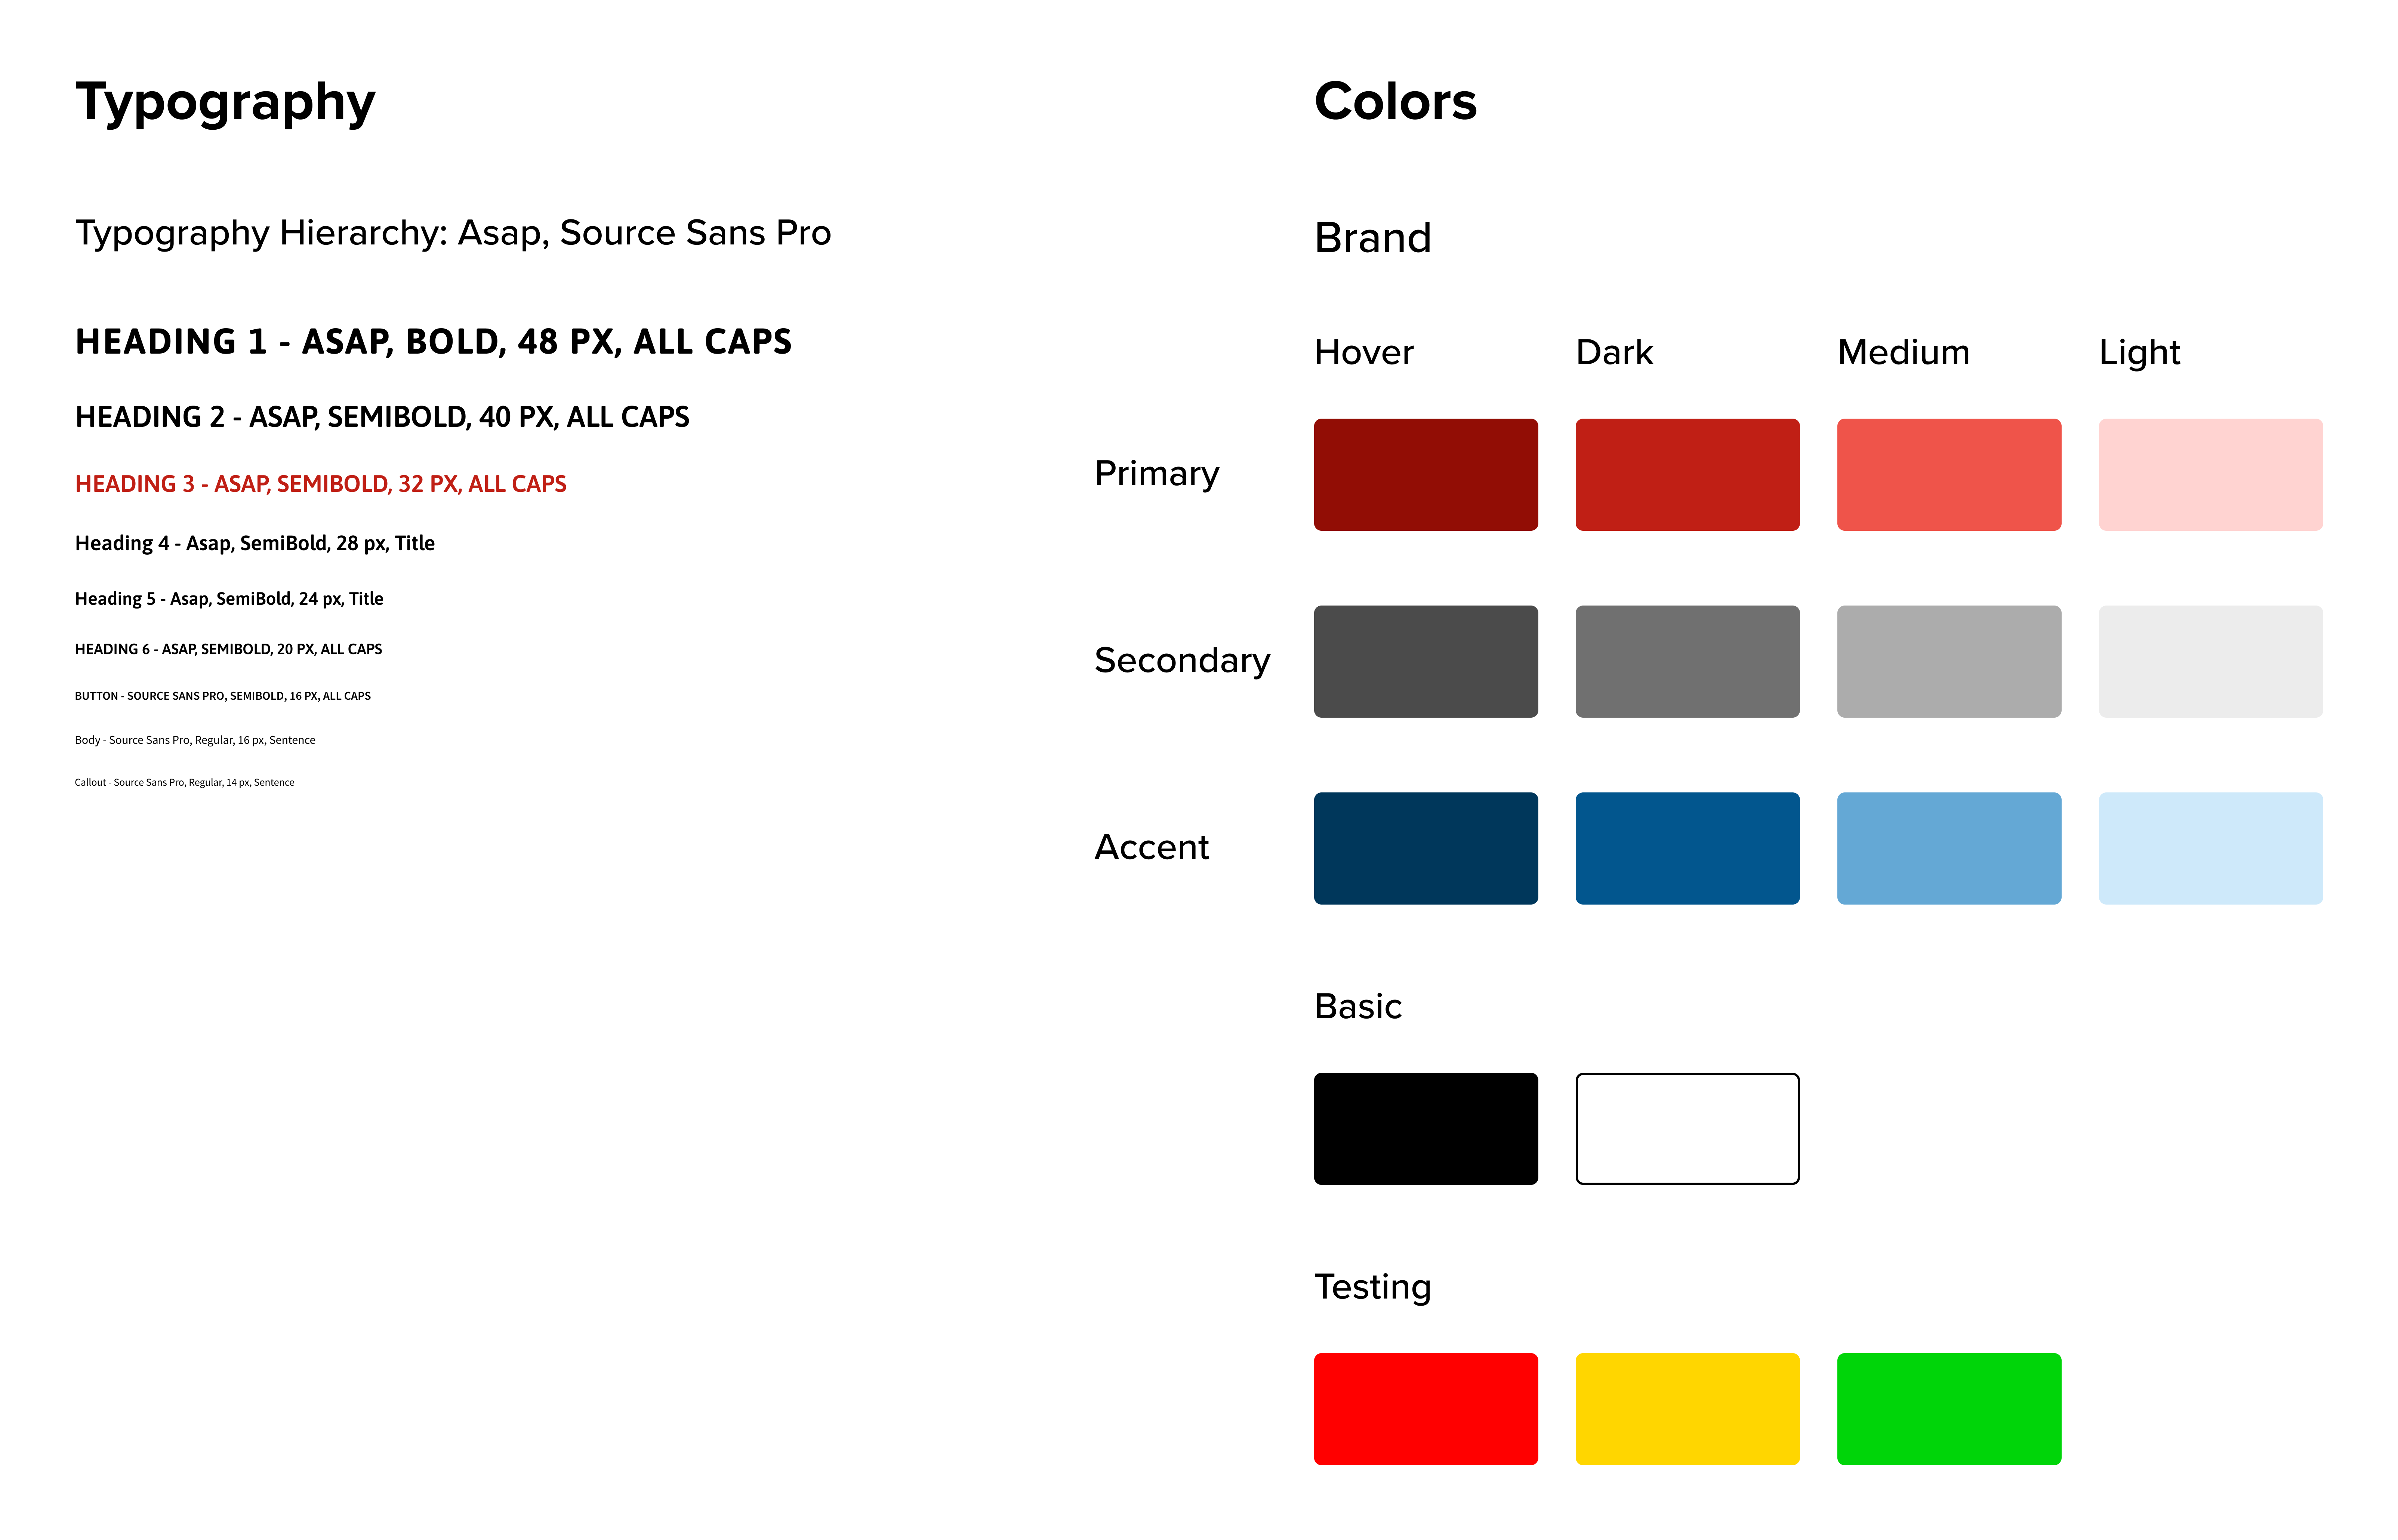 Typography
Typography Hierarchy: Asap, Source Sans Pro
HEADING 1 - ASAP, BOLD, 48 PX, ALL CAPS
HEADING 2 - ASAP, SEMIBOLD, 40 PX, ALL CAPS
HEADING 3 - ASAP, SEMIBOLD, 32 PX, ALL CAPS
Heading 4 - Asap, SemiBold, 28 px, Title
Heading 5 - Asap, SemiBold, 24 px, Title
HEADING 6 - ASAP, SEMIBOLD, 20 PX, ALL CAPS
BUTTON - SOURCE SANS PRO, SEMIBOLD, 16 PX, ALL CAPS
Body - Source Sans Pro, Regular, 16 px, Sentence
Callout - Source Sans Pro, Regular, 14 px, Sentence
Colors
Brand
Hover Dark Medium Light
Primary
Secondary
Accent
Basic
Testing